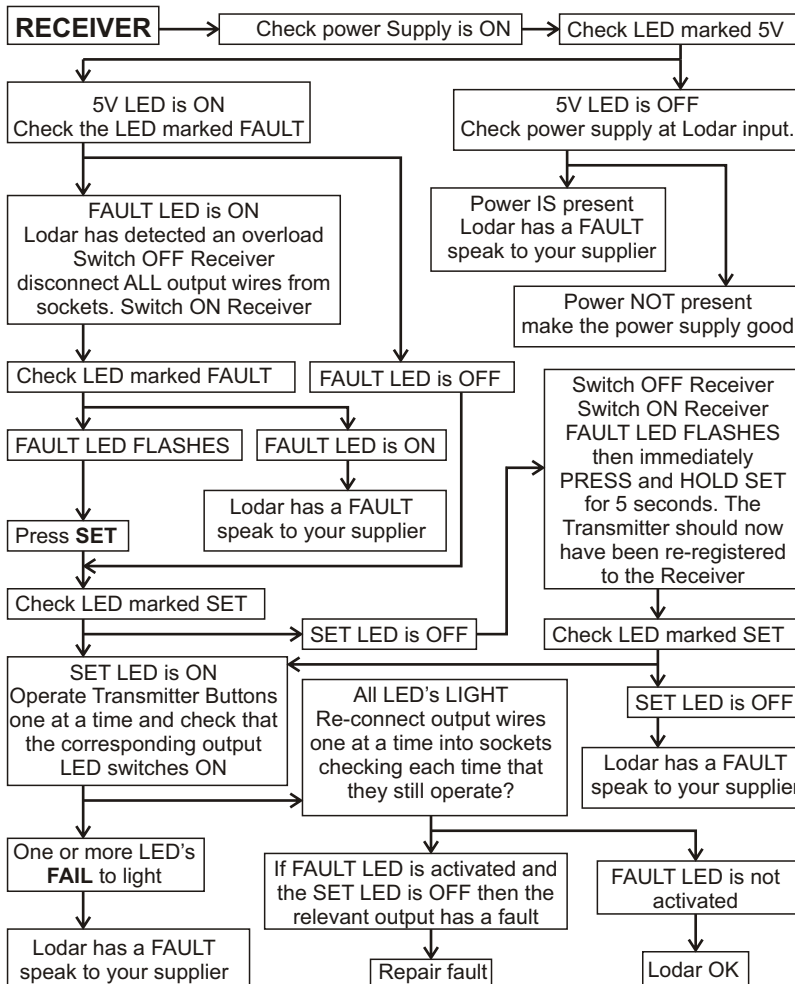 RECEIVER
Check power Supply is ON
Check LED marked 5V
5V LED is ON
Check the LED marked FAULT
5V LED is OFF
Check power supply at Lodar input.
FAULT LED is ON
Lodar has detected an overload
Switch OFF Receiver
disconnect ALL output wires from
sockets. Switch ON Receiver
Power IS present
Lodar has a FAULT
speak to your supplier
Power NOT present
make the power supply good
Check LED marked FAULT
FAULT LED is OFF
FAULT LED FLASHES
FAULT LED is ON
Lodar has a FAULT
speak to your supplier
Press SET
Switch OFF Receiver
Switch ON Receiver
FAULT LED FLASHES
then immediately
PRESS and HOLD SET
for 5 seconds. The
Transmitter should now
have been re-registered
to the Receiver
Check LED marked SET
SET LED is OFF
Check LED marked SET
SET LED is ON
Operate Transmitter Buttons
one at a time and check that
the corresponding output
LED switches ON
All LED's LIGHT
Re-connect output wires
one at a time into sockets
checking each time that
they still operate?
SET LED is OFF
Lodar has a FAULT
speak to your supplier
One or more LED's
FAIL to light
If FAULT LED is activated and
the SET LED is OFF then the
relevant output has a fault
FAULT LED is not
activated
Lodar has a FAULT
speak to your supplier
Repair fault
Lodar OK